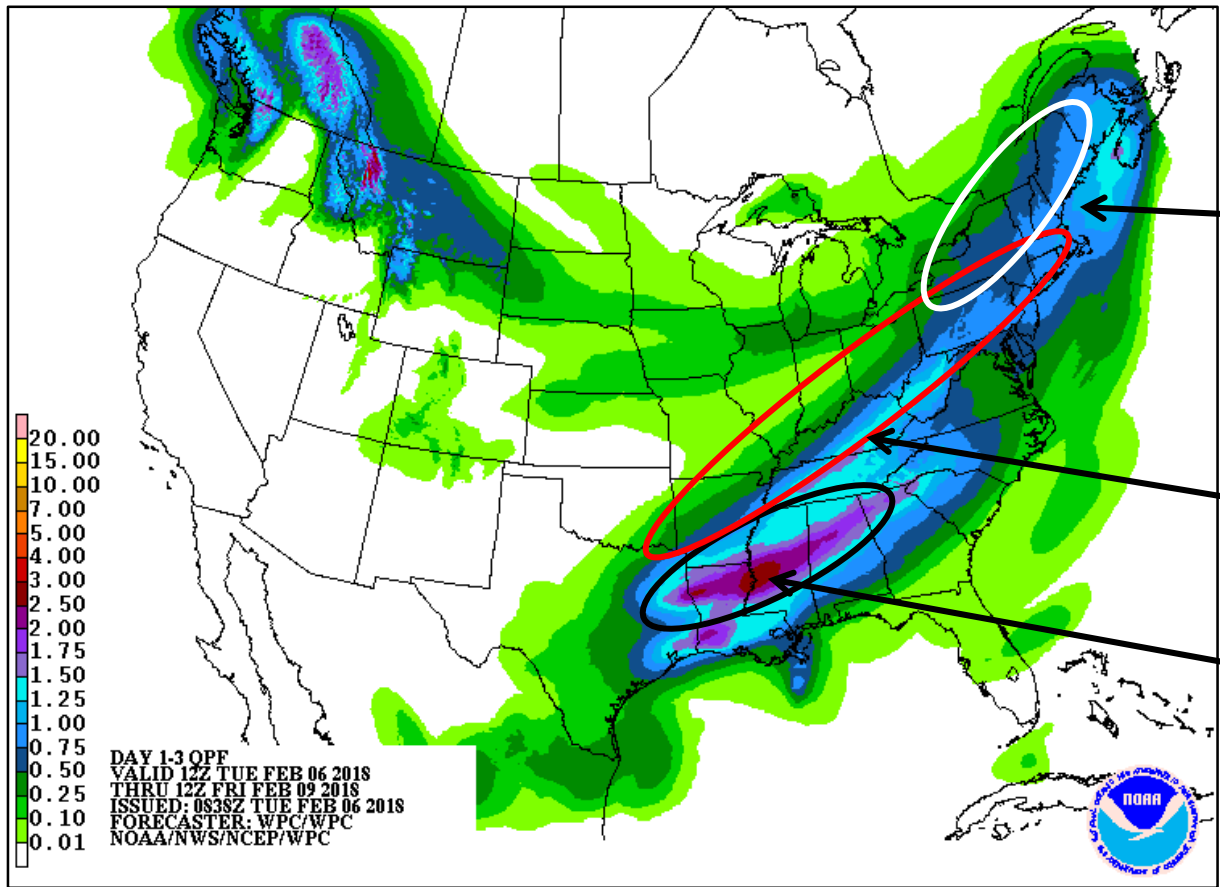 20.00
15.00
10.00
7.00
5.00
4.00
3.00
2.50
2.00
1.75
1.50
1.25
1.00
0.75
0.50
0.25
0.10
0.01
DAY 1-3 QPF
VALID 12Z TUE FEB 06 2018
THRU 12Z FRI FEB 09 2018
ISSUED: 0838Z TUE FEB 06 2018
FORECASTER: WPC/WPC
NOAA/NWS/NCEP/WPC
NOAA